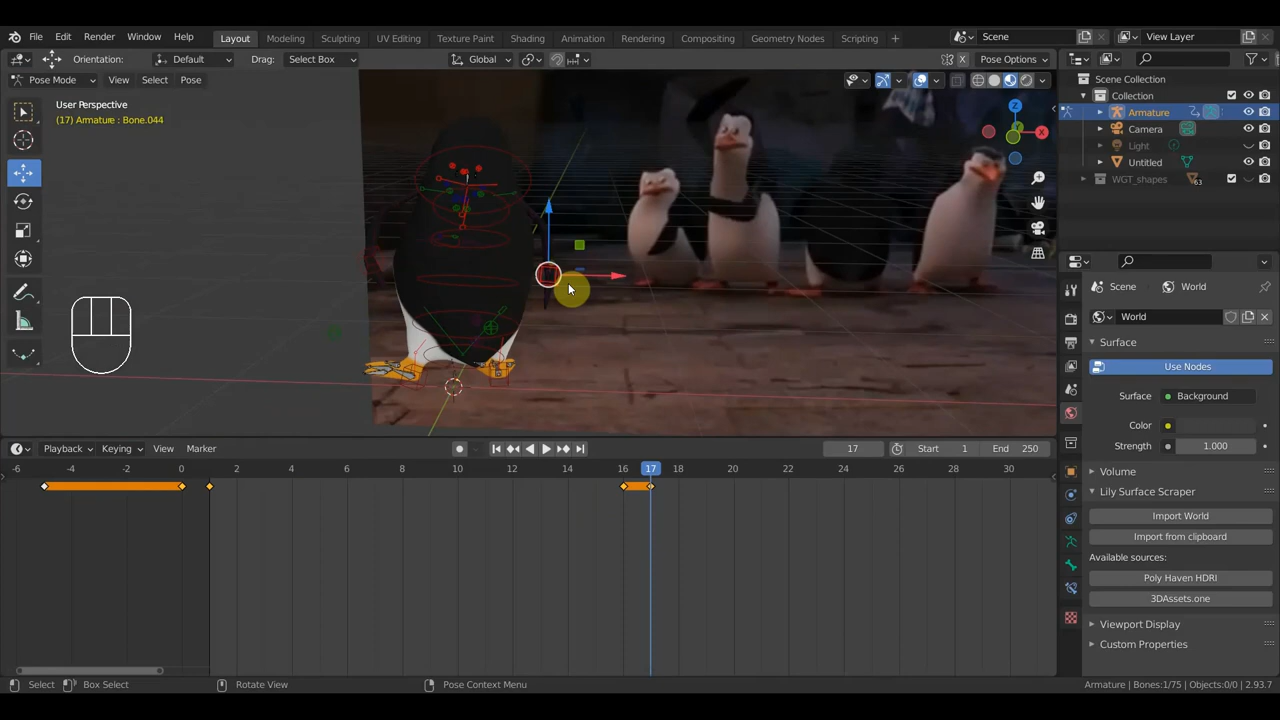 File Edit Render Window Help Layout Modeling Sculpting UV Editing Texture Paint Shading Animation Rendering Compositing Geometry Nodes Scripting + Scene View Layer
Orientation: Default Drag: Select Box Global Pose Options
Pose Mode View Select Pose
User Perspective
(17) Armature : Bone.044
X
Z
Y
Scene Collection
Collection
Armature
Camera
Light
Untitled
WGT_shapes 63
Scene World
World
Surface
Use Nodes
Surface Background
Color
Strength 1.000
Volume
Lily Surface Scraper
Import World
Import from clipboard
Available sources:
Poly Haven HDRI
3DAssets.one
Viewport Display
Custom Properties
Playback Keying View Marker 17 Start 1 End 250
-6 -4 -2 0 2 4 6 8 10 12 14 16 17 18 20 22 24 26 28 30
Select Box Select Rotate View Pose Context Menu Armature | Bones:1/75 | Objects:0/0 | 2.93.7